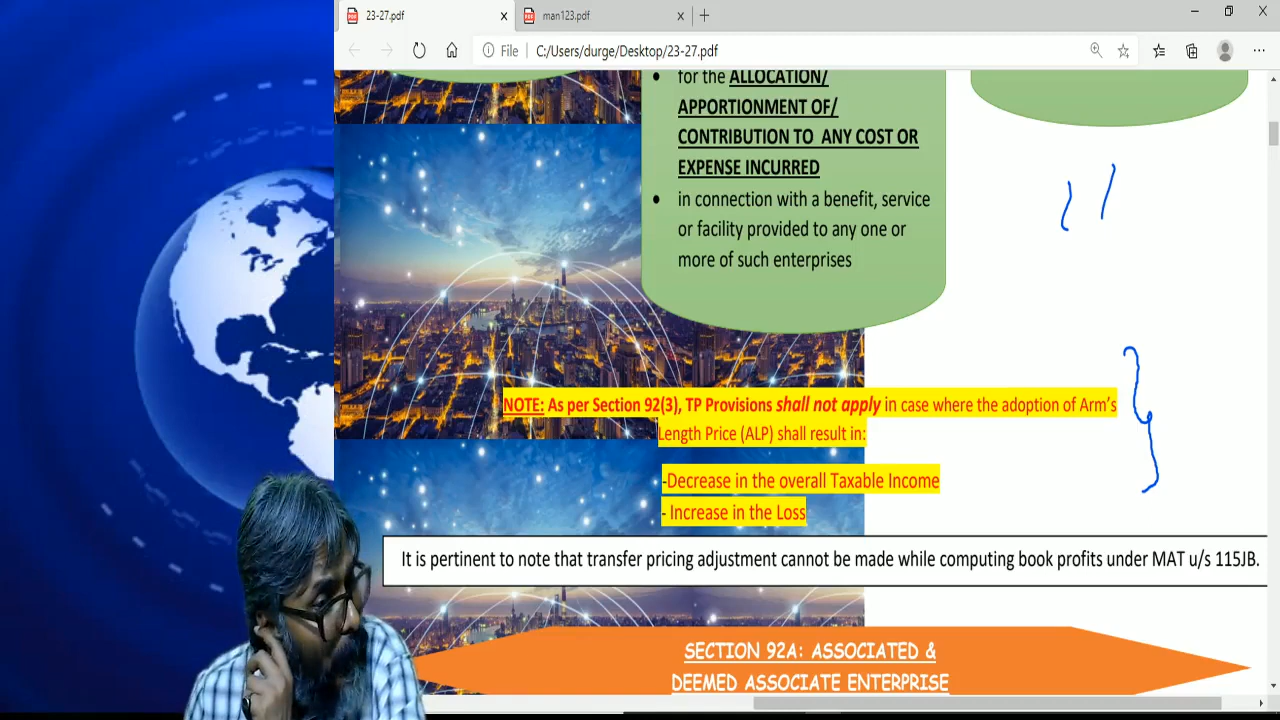 23-27.pdf
man123.pdf
File
C:/Users/durge/Desktop/23-27.pdf
• for the ALLOCATION/
APPORTIONMENT OF/
CONTRIBUTION TO ANY COST OR
EXPENSE INCURRED
• in connection with a benefit, service
or facility provided to any one or
more of such enterprises
NOTE: As per Section 92(3), TP Provisions shall not apply in case where the adoption of Arm's
Length Price (ALP) shall result in:
-Decrease in the overall Taxable Income
- Increase in the Loss
It is pertinent to note that transfer pricing adjustment cannot be made while computing book profits under MAT u/s 115JB.
SECTION 92A: ASSOCIATED &
DEEMED ASSOCIATE ENTERPRISE